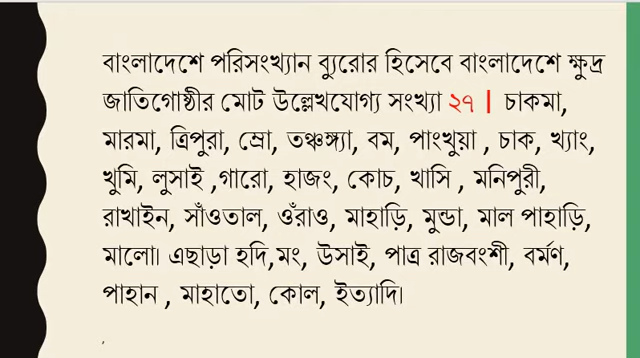 বাংলাদেশে পরিসংখ্যান ব্যুরোর হিসেবে বাংলাদেশে ক্ষুদ্র
জাতিগোষ্ঠীর মোট উল্লেখযোগ্য সংখ্যা ২৭ | চাকমা,
মারমা, ত্রিপুরা, ম্রো, তঞ্চঙ্গ্যা, বম, পাংখুয়া , চাক, খ্যাং,
খুমি, লুসাই ,গারো, হাজং, কোচ, খাসি , মনিপুরী,
রাখাইন, সাঁওতাল, ওঁরাও, মাহাড়ি, মুন্ডা, মাল পাহাড়ি,
মালো। এছাড়া হদি,মং, উসাই, পাত্র রাজবংশী, বর্মণ,
পাহান , মাহাতো, কোল, ইত্যাদি।